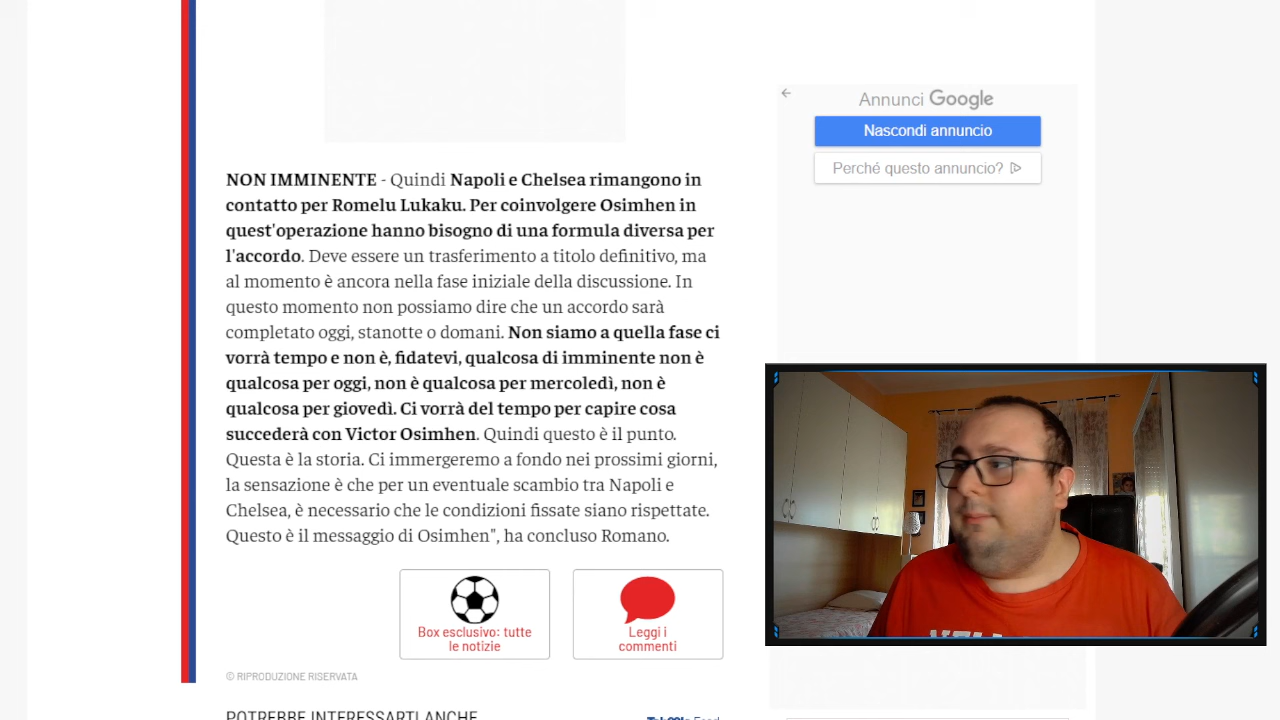 Annunci Google
Nascondi annuncio
Perché questo annuncio?
NON IMMINENTE - Quindi Napoli e Chelsea rimangono in
contatto per Romelu Lukaku. Per coinvolgere Osimhen in
quest'operazione hanno bisogno di una formula diversa per
l'accordo. Deve essere un trasferimento a titolo definitivo, ma
al momento è ancora nella fase iniziale della discussione. In
questo momento non possiamo dire che un accordo sarà
completato oggi, stanotte o domani. Non siamo a quella fase ci
vorrà tempo e non è, fidatevi, qualcosa di imminente non è
qualcosa per oggi, non è qualcosa per mercoledì, non è
qualcosa per giovedì. Ci vorrà del tempo per capire cosa
succederà con Victor Osimhen. Quindi questo è il punto.
Questa è la storia. Ci immergeremo a fondo nei prossimi giorni,
la sensazione è che per un eventuale scambio tra Napoli e
Chelsea, è necessario che le condizioni fissate siano rispettate.
Questo è il messaggio di Osimhen", ha concluso Romano.
Box esclusivo: tutte
le notizie
Leggi i
commenti
© RIPRODUZIONE RISERVATA
POTREBBE INTERESSARTI ANCHE